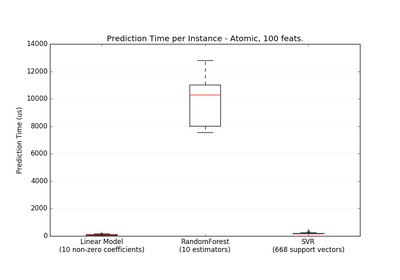 Prediction Time per Instance - Atomic, 100 feats.
14000
12000
10000
8000
6000
4000
2000
0
Prediction Time (us)
Linear Model
(10 non-zero coefficients)
RandomForest
(10 estimators)
SVR
(668 support vectors)